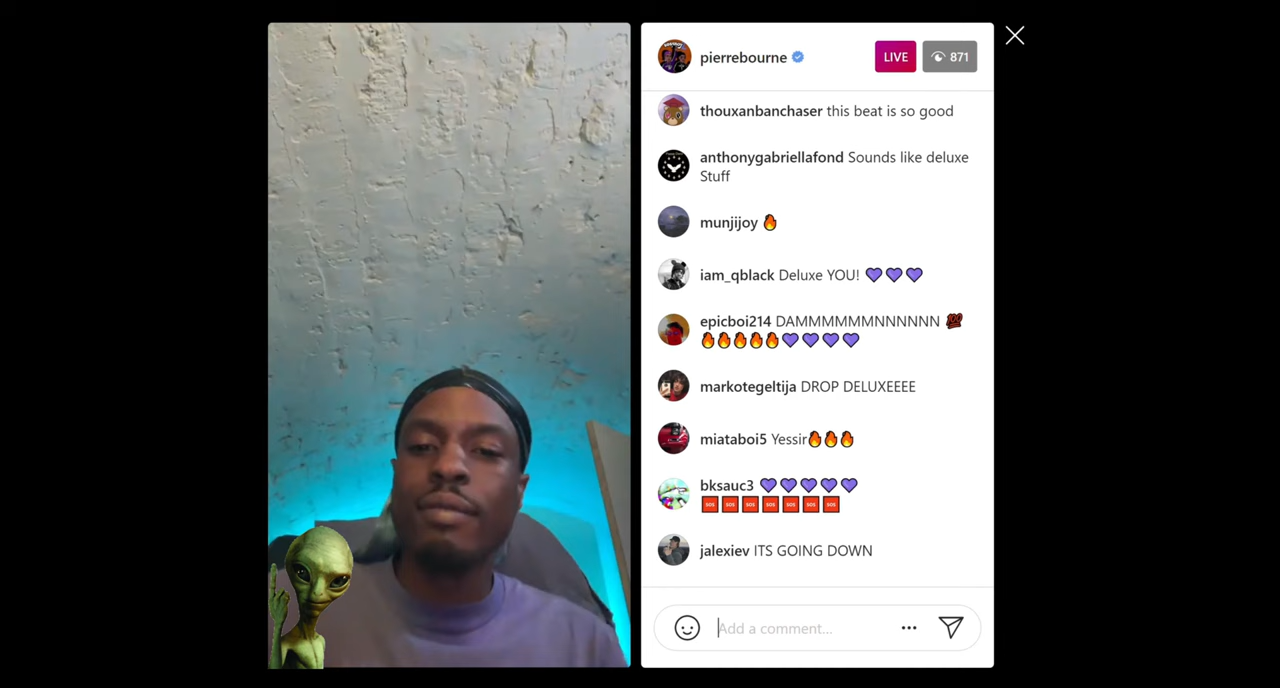 pierrebourne
LIVE
871
thouxanbanchaser this beat is so good
anthonygabriellafond Sounds like deluxe
Stuff
munjijoy 🔥
iam_qblack Deluxe YOU! 💜💜💜
epicboi214 DAMMMMMMNNNNNN 💯
🔥🔥🔥🔥🔥💜💜💜💜
markotegeltija DROP DELUXEEEE
miataboi5 Yessir🔥🔥🔥
bksauc3 💜💜💜💜💜
🆘🆘🆘🆘🆘🆘🆘
jalexiev ITS GOING DOWN
Add a comment...